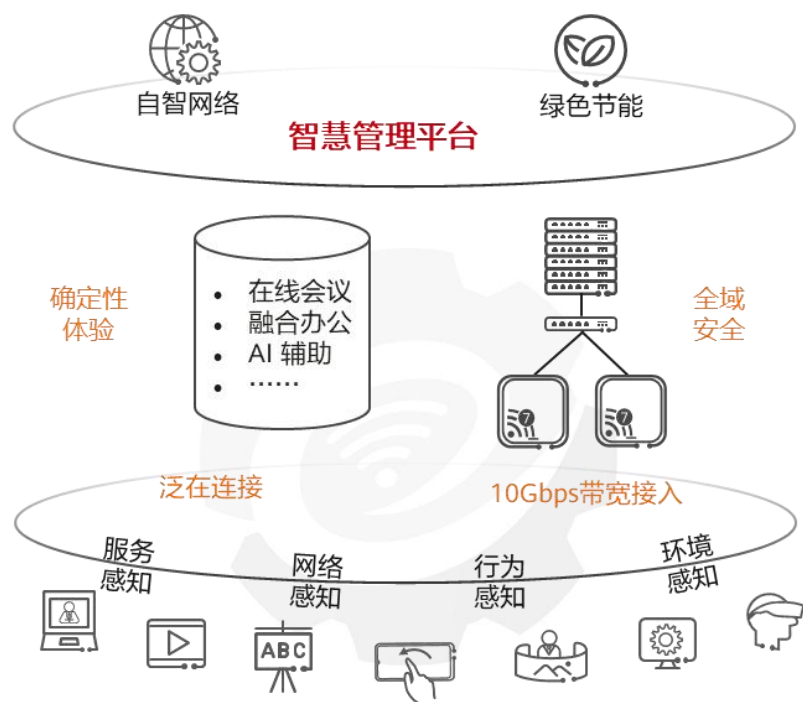 自智网络
绿色节能
智慧管理平台
确定性
体验
• 在线会议
• 融合办公
• AI 辅助
• ……
全域
安全
7
7
泛在连接
10Gbps带宽接入
服务
感知
网络
感知
行为
感知
环境
感知
ABC